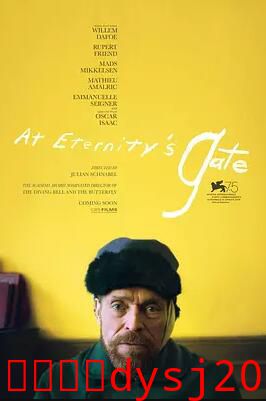 WILLEM
DAFOE
RUPERT
FRIEND
MADS
MIKKELSEN
MATHIEU
AMALRIC
EMMANUELLE
SEIGNER
OSCAR
ISAAC
At Eternity's
gate
DIRECTED BY
JULIAN SCHNABEL
THE ACADEMY AWARD NOMINATED DIRECTOR OF
THE DIVING BELL AND THE BUTTERFLY
COMING SOON
CBS FILMS
75
dysj20